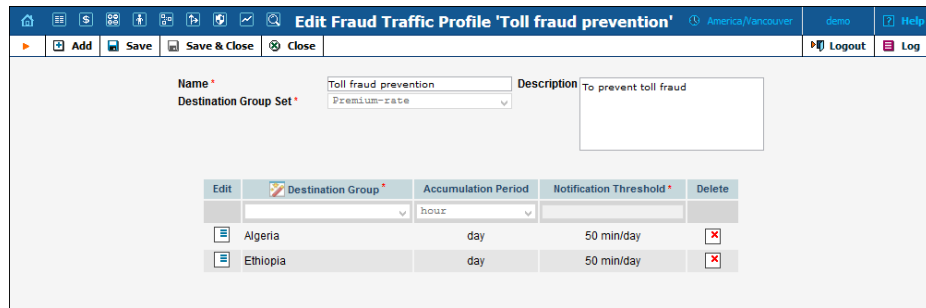 Edit Fraud Traffic Profile 'Toll fraud prevention' America/Vancouver demo Help
Add Save Save & Close Close Logout Log
Name * Toll fraud prevention Description To prevent toll fraud
Destination Group Set * Premium-rate
Edit Destination Group * Accumulation Period Notification Threshold * Delete
hour
Algeria day 50 min/day
Ethiopia day 50 min/day